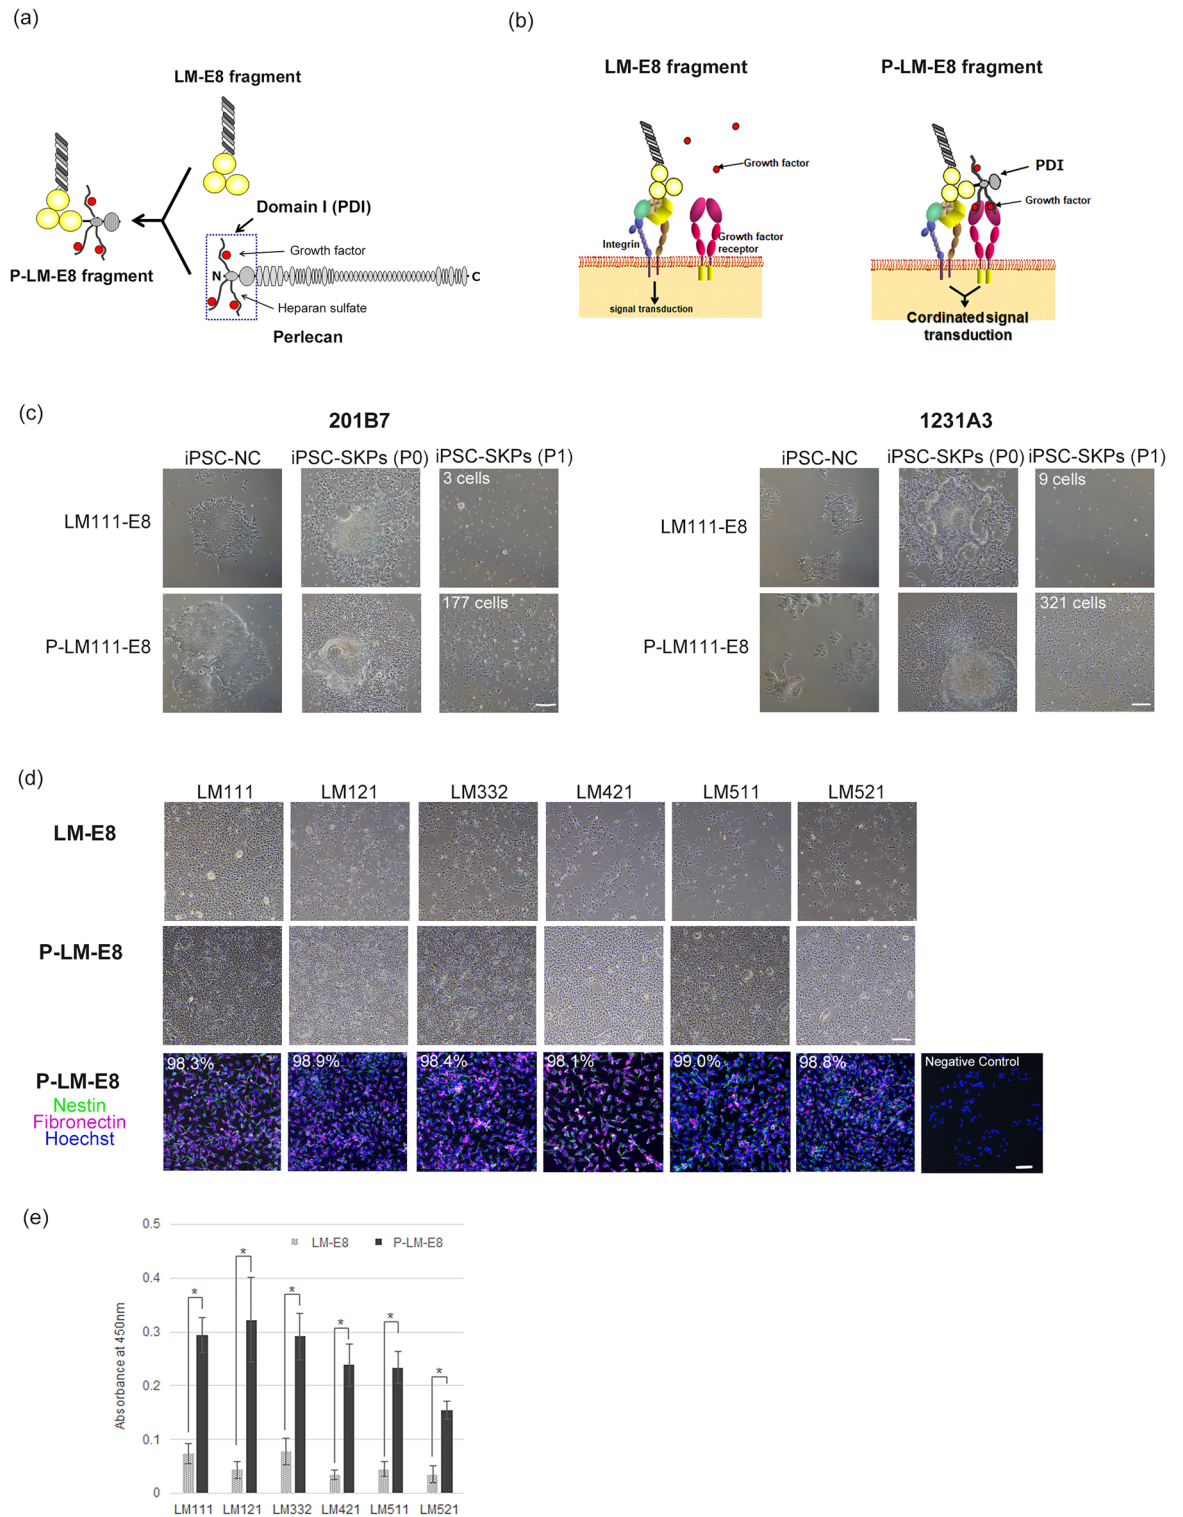 (a)
LM-E8 fragment
P-LM-E8 fragment
Domain I (PDI)
Growth factor
N
C
Heparan sulfate
Perlecan
(b)
LM-E8 fragment
P-LM-E8 fragment
Growth factor
PDI
Growth factor
Integrin
Growth factor
receptor
signal transduction
Cordinated signal
transduction
(c)
201B7
1231A3
iPSC-NC
iPSC-SKPs (P0)
iPSC-SKPs (P1)
iPSC-NC
iPSC-SKPs (P0)
iPSC-SKPs (P1)
LM111-E8
3 cells
LM111-E8
9 cells
P-LM111-E8
177 cells
P-LM111-E8
321 cells
(d)
LM111
LM121
LM332
LM421
LM511
LM521
LM-E8
P-LM-E8
P-LM-E8
Nestin
Fibronectin
Hoechst
98.3%
98.9%
98.4%
98.1%
99.0%
98.8%
Negative Control
(e)
Absorbance at 450nm
0.5
0.4
0.3
0.2
0.1
0
LM-E8
P-LM-E8
*
*
*
*
*
*
LM111
LM121
LM332
LM421
LM511
LM521